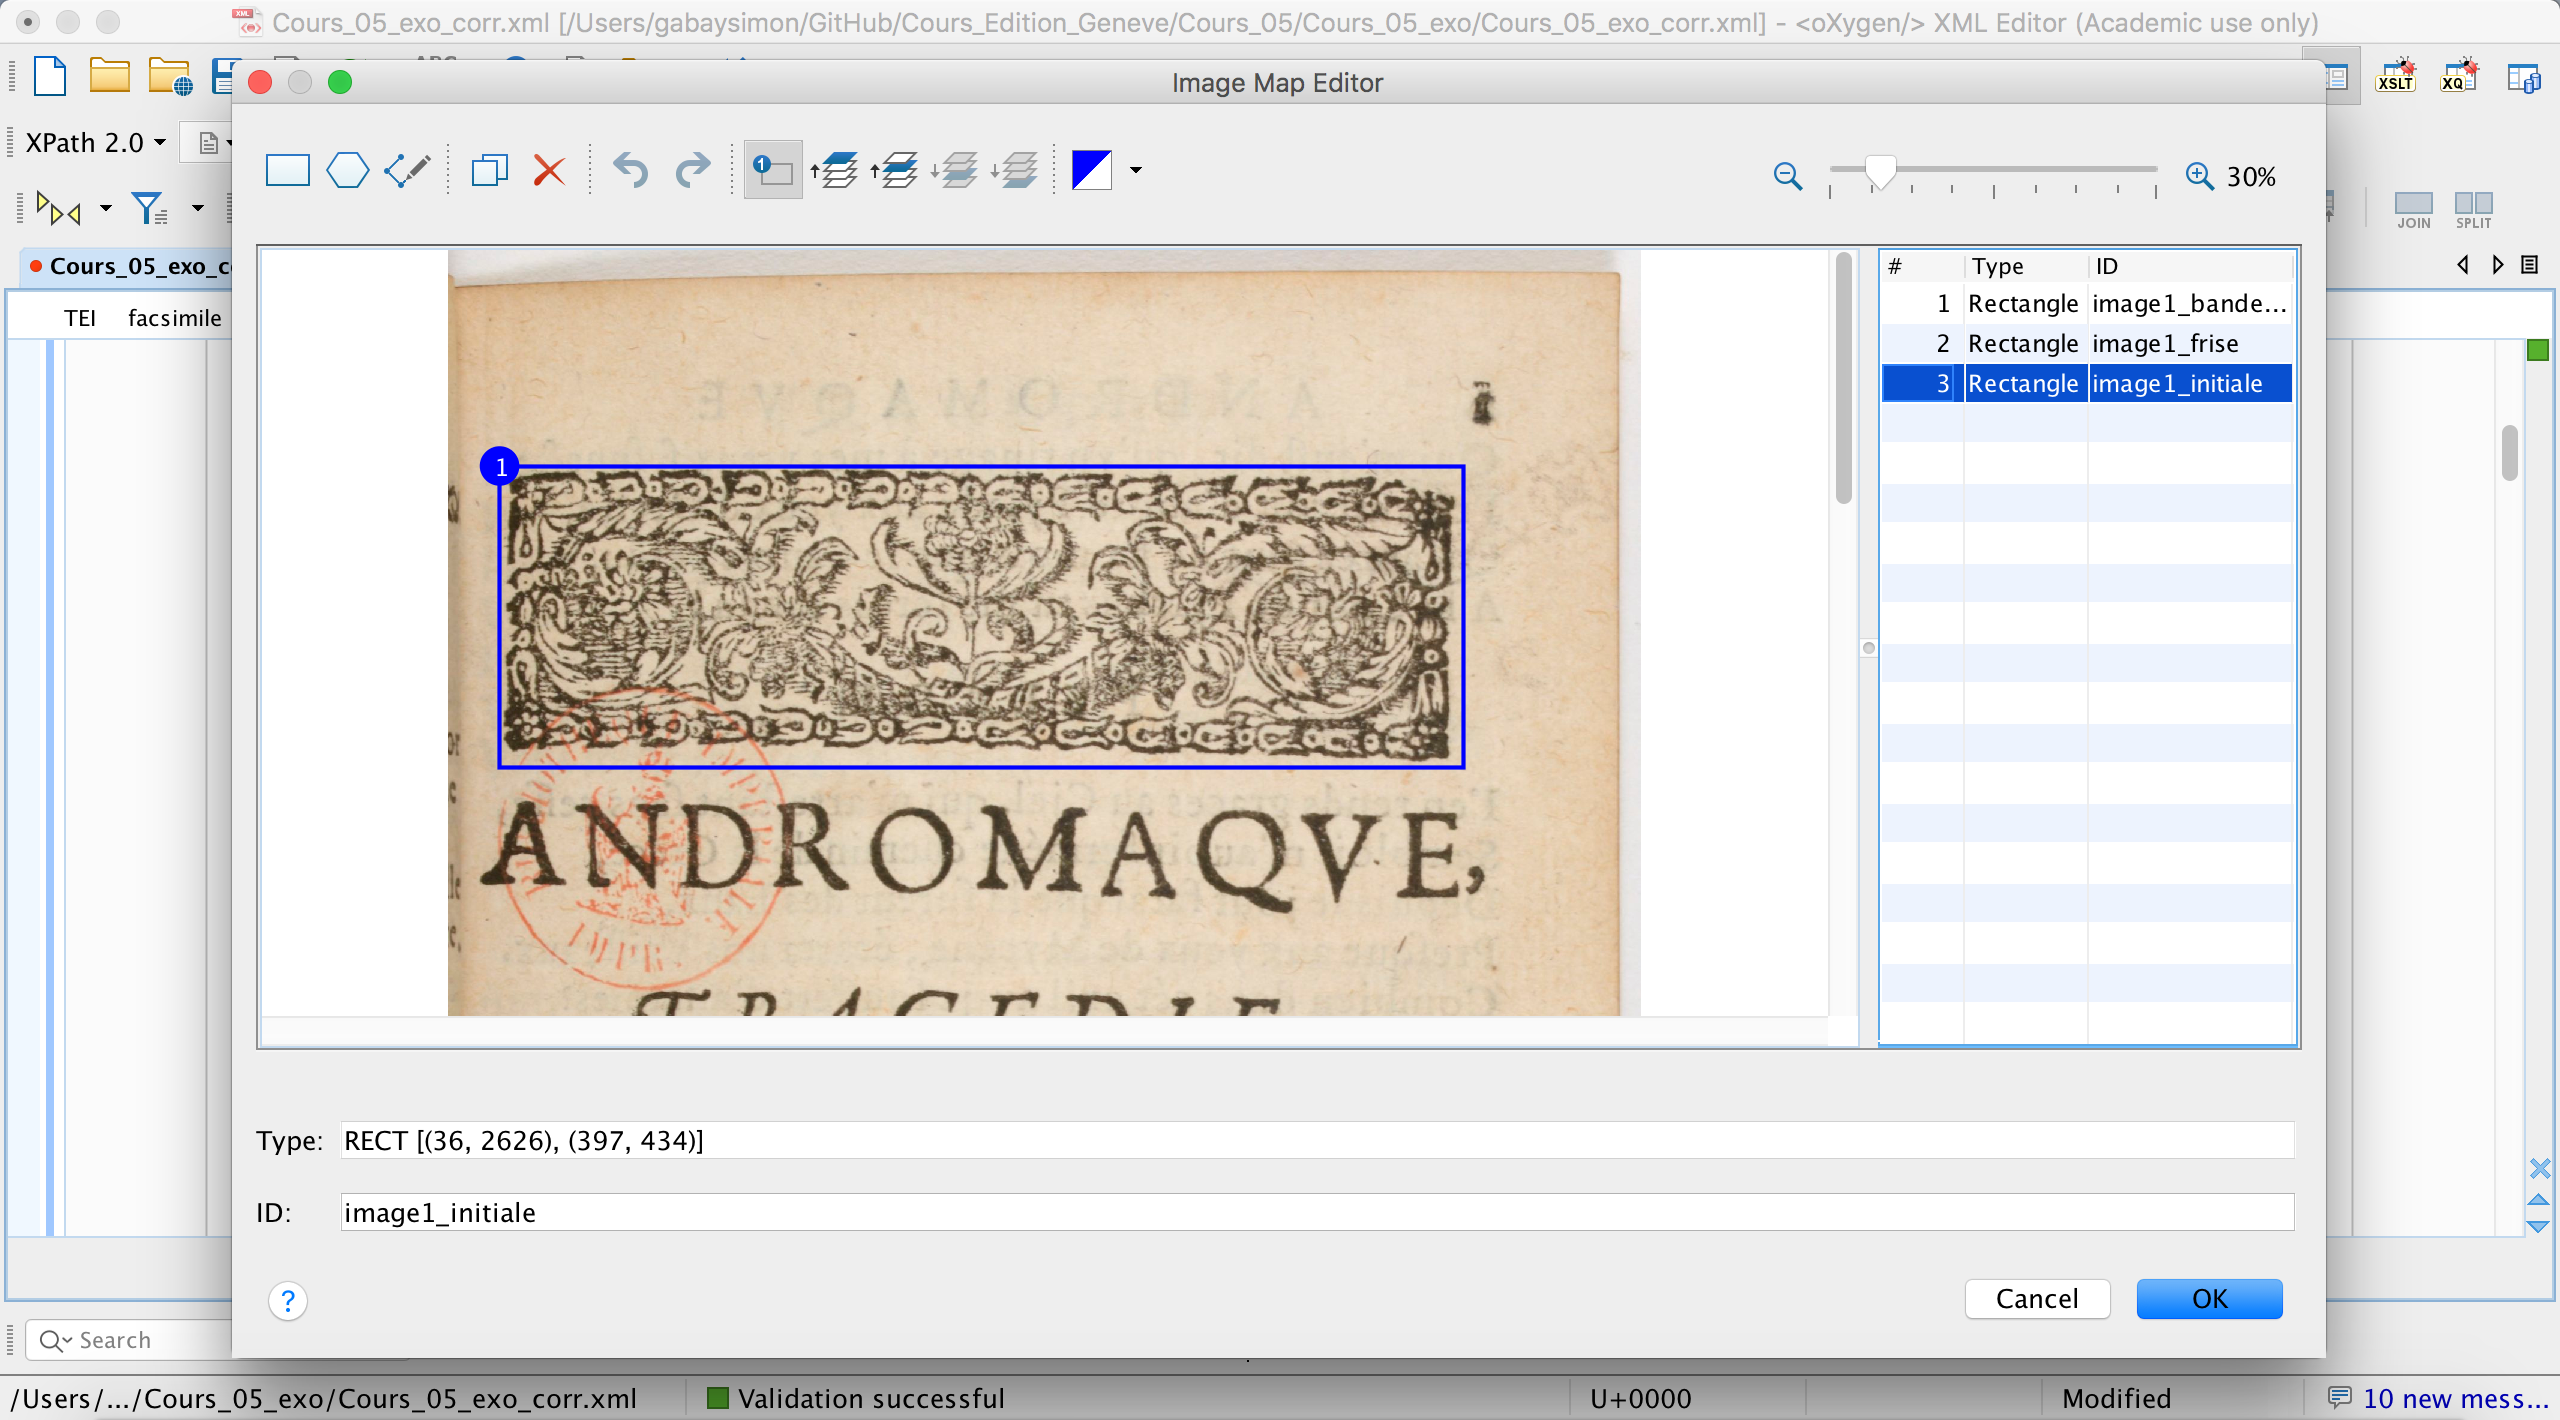 Cours_05_exo_corr.xml [/Users/gabaysimon/GitHub/Cours_Edition_Geneve/Cours_05/Cours_05_exo/Cours_05_exo_corr.xml] - <oXygen/> XML Editor (Academic use only)
Image Map Editor
XSLT
XQ
XPath 2.0
1
30%
JOIN
SPLIT
Cours_05_exo_c
TEI facsimile
# Type ID
1 Rectangle image1_bande...
2 Rectangle image1_frise
3 Rectangle image1_initiale
1
ANDROMAQVE,
TRAGEDIE
Type: RECT [(36, 2626), (397, 434)]
ID: image1_initiale
?
Cancel
OK
Search
/Users/.../Cours_05_exo/Cours_05_exo_corr.xml
Validation successful
U+0000
Modified
10 new mess...